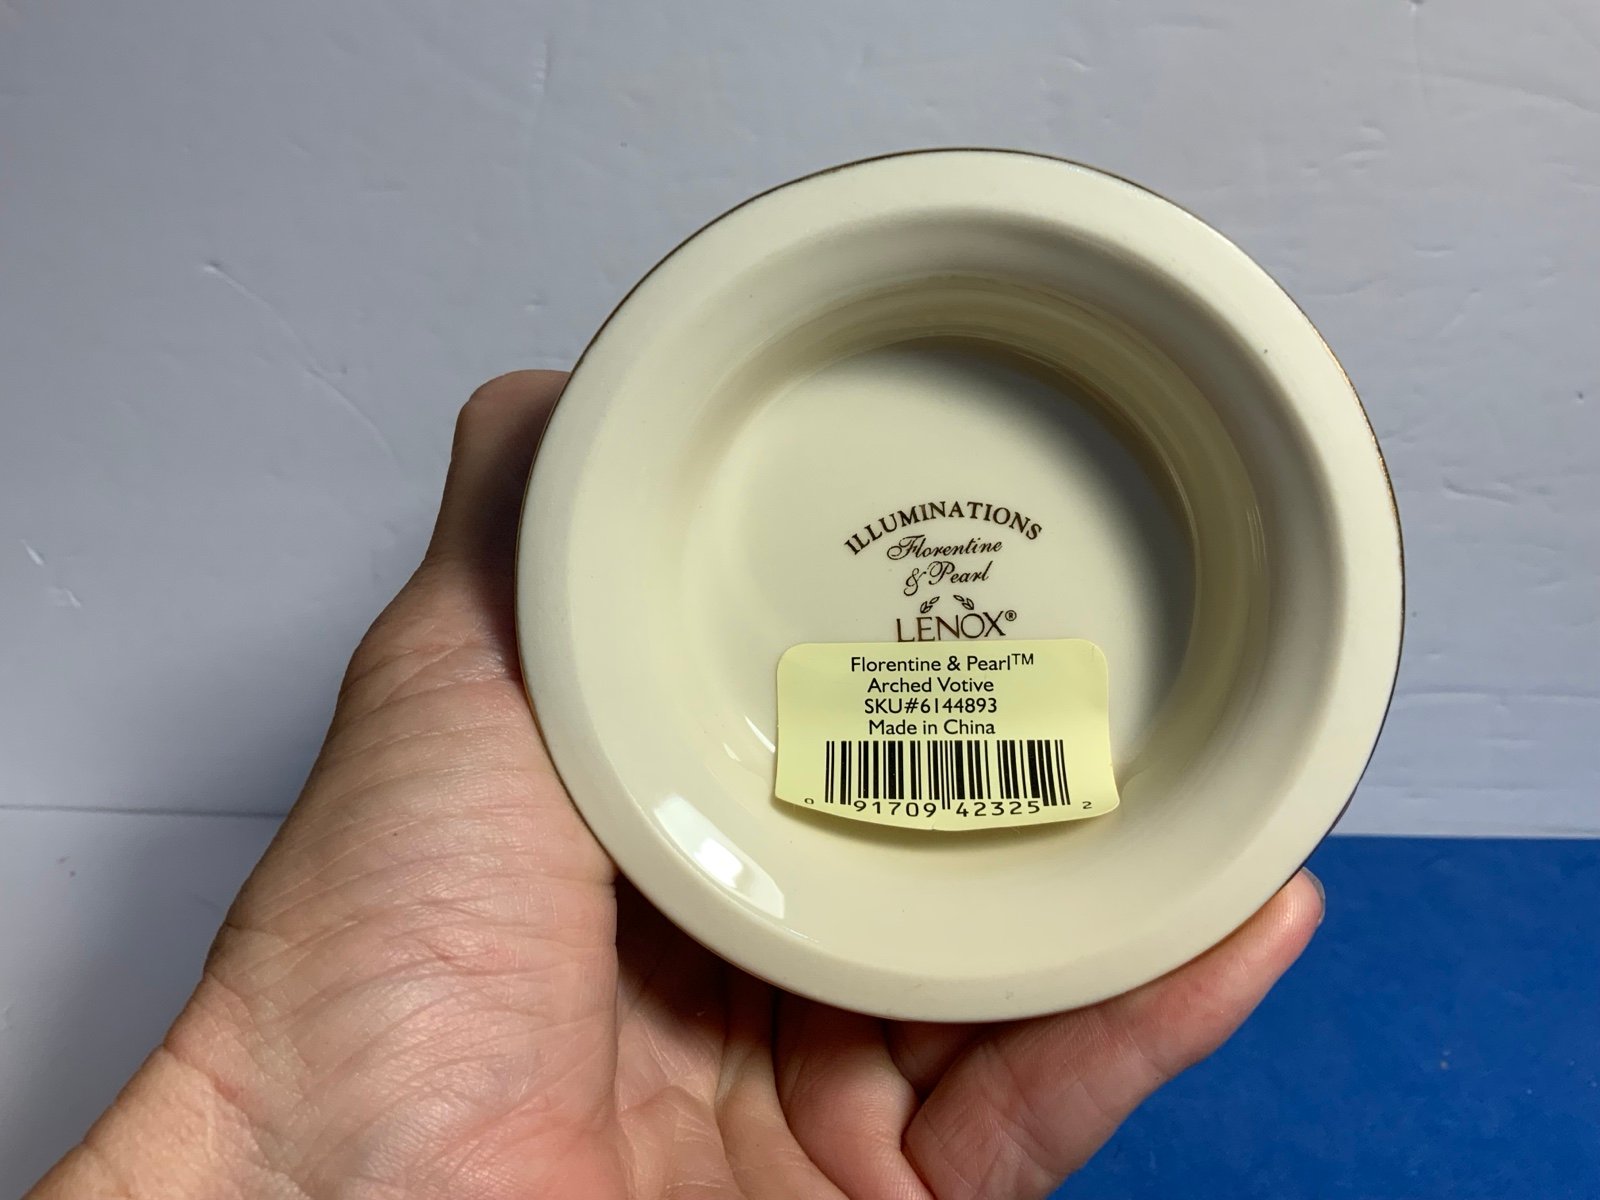 ILLUMINATIONS
Florentine
& Pearl
LENOX®
Florentine & Pearl™
Arched Votive
SKU#6144893
Made in China
0 91709 42325 2